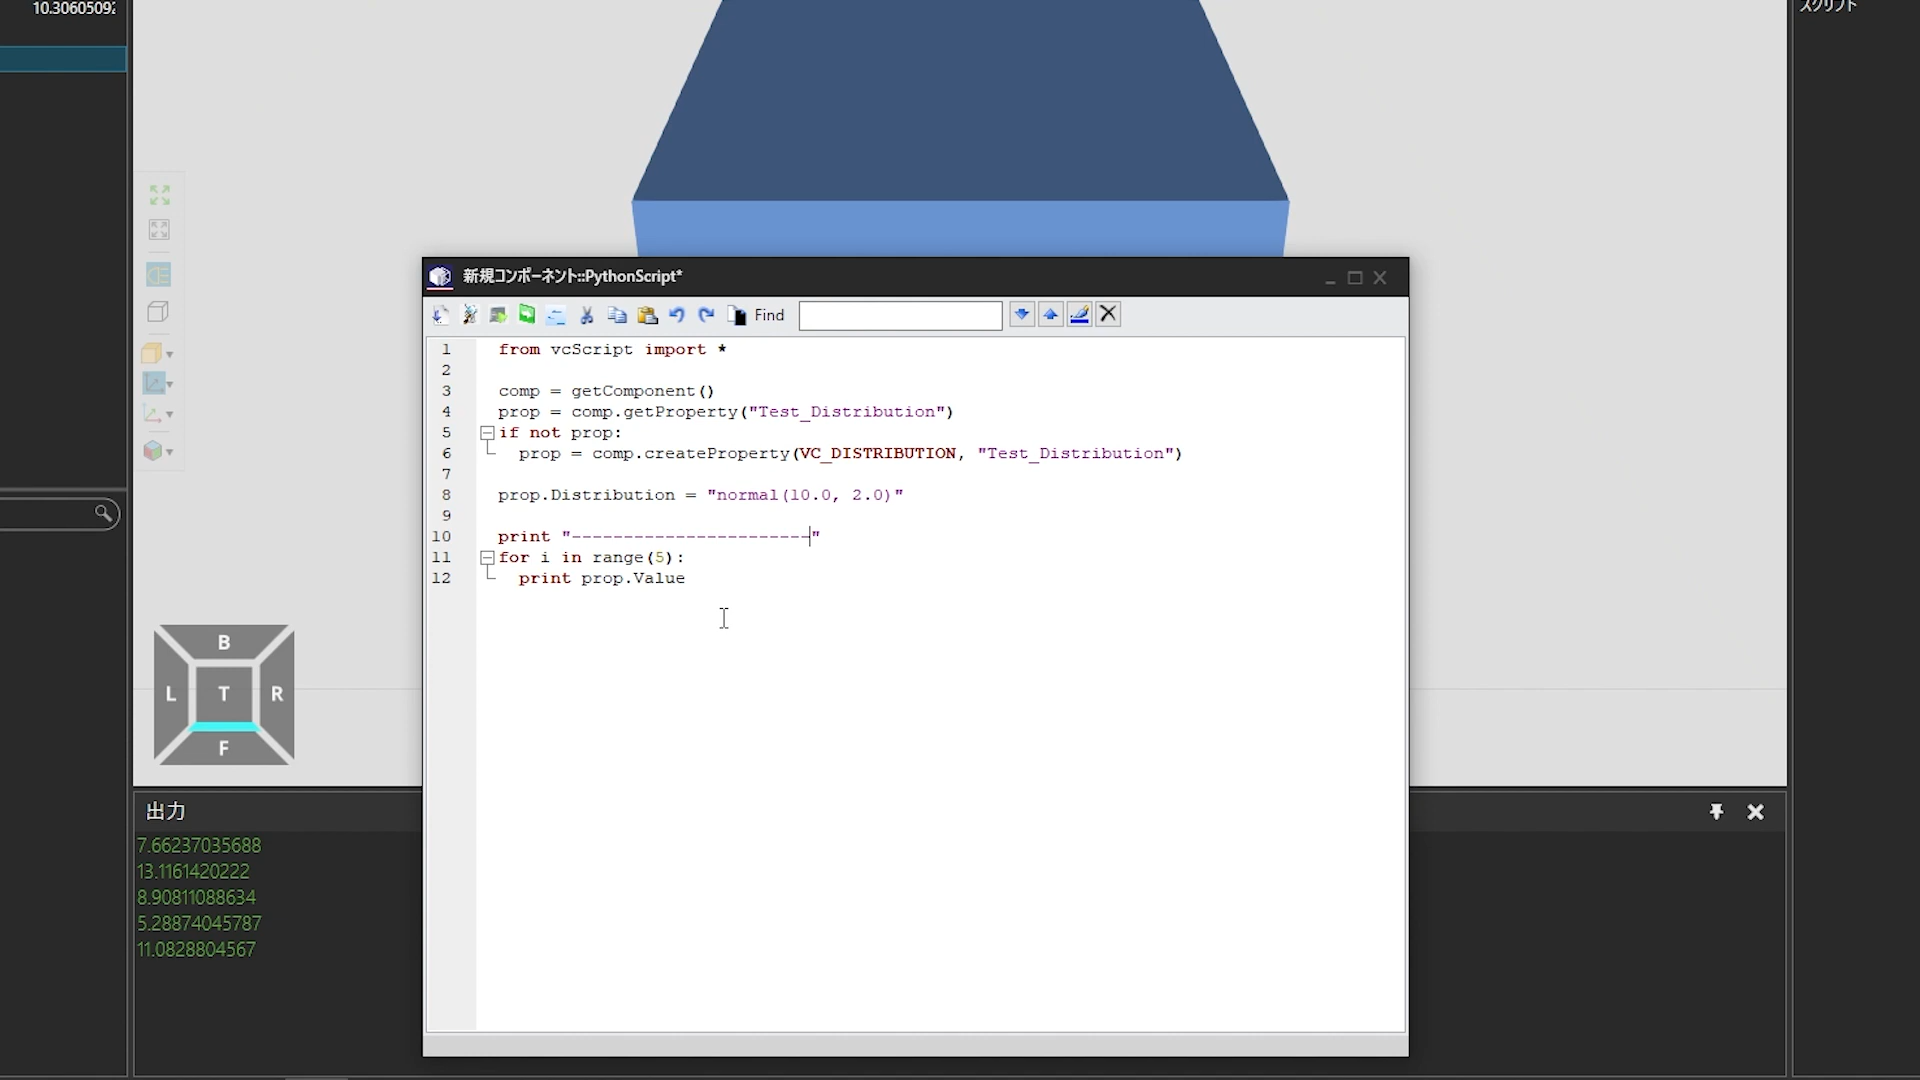 10.30605092
スクリプト
新規コンポーネント::PythonScript*
Find
1 from vcScript import *
2
3 comp = getComponent()
4 prop = comp.getProperty("Test_Distribution")
5 if not prop:
6 prop = comp.createProperty(VC_DISTRIBUTION, "Test_Distribution")
7
8 prop.Distribution = "normal(10.0, 2.0)"
9
10 print "-----------------------"
11 for i in range(5):
12 print prop.Value
B
L T R
F
出力
7.66237035688
13.1161420222
8.90811088634
5.28874045787
11.0828804567